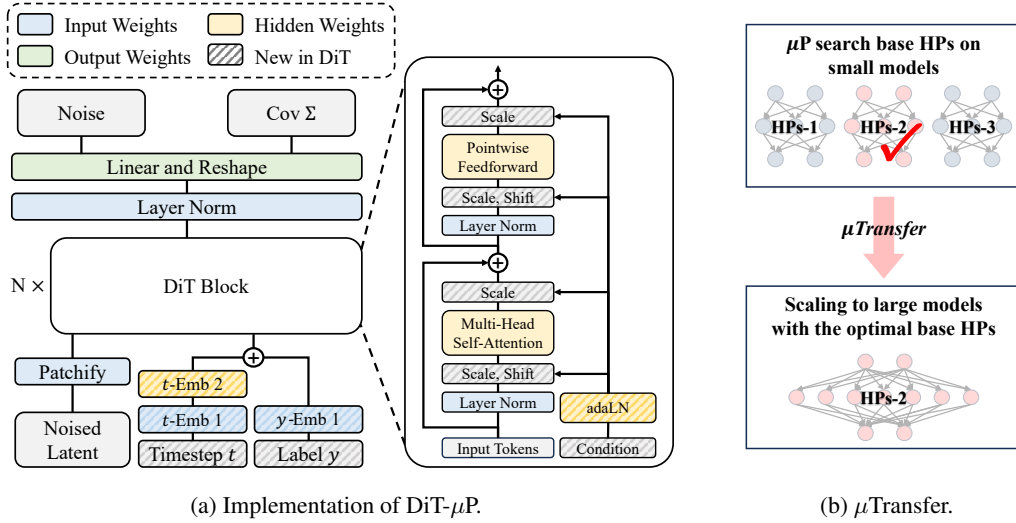 Input Weights
Hidden Weights
Output Weights
New in DiT
Noise
Cov Σ
Linear and Reshape
Layer Norm
N ×
DiT Block
Patchify
t-Emb 2
t-Emb 1
y-Emb 1
Noised
Latent
Timestep t
Label y
Scale
Pointwise
Feedforward
Scale, Shift
Layer Norm
Scale
Multi-Head
Self-Attention
Scale, Shift
Layer Norm
adaLN
Input Tokens
Condition
(a) Implementation of DiT-μP.
μP search base HPs on
small models
HPs-1
HPs-2
HPs-3
μTransfer
Scaling to large models
with the optimal base HPs
HPs-2
(b) μTransfer.